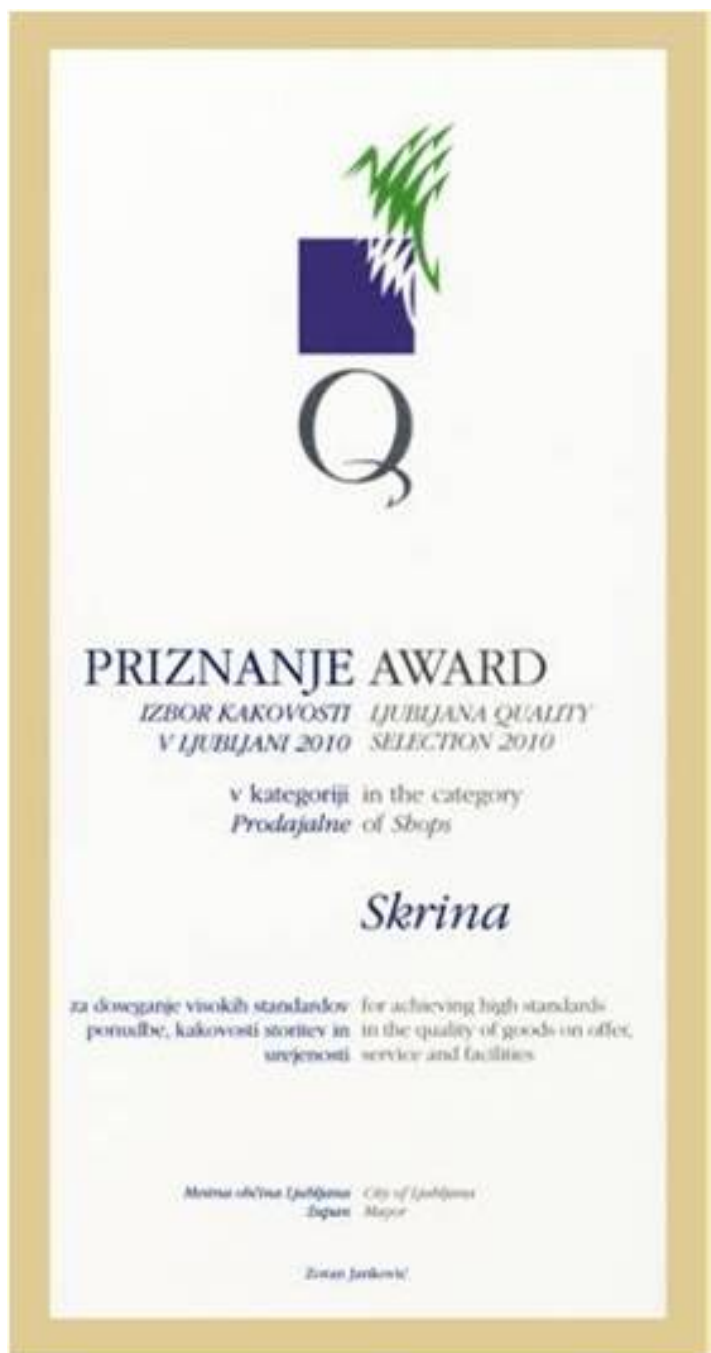 Q
PRIZNANJE AWARD
IZBOR KAKOVOSTI LJUBLJANA QUALITY
V LJUBLJANI 2010 SELECTION 2010
v kategoriji in the category
Prodajalne of Shops
Skrina
za doseganje visokih standardov for achieving high standards
ponudbe, kakovosti storitev in in the quality of goods on offer,
urejenosti service and facilities
Mestna občina Ljubljana City of Ljubljana
Župan Mayor
Zoran Janković